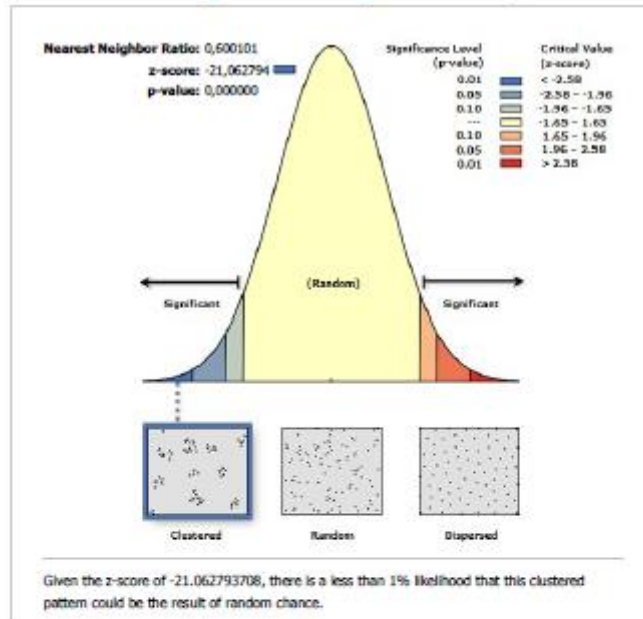 Nearest Neighbor Ratio: 0,600101
z-score: -21,062794
p-value: 0,000000
Significance Level
(p-value)
Critical Value
(z-score)
0.01 < -2.58
0.05 -2.58 – -1.96
0.10 -1.96 – -1.65
--- -1.65 – 1.65
0.10 1.65 – 1.96
0.05 1.96 – 2.58
0.01 > 2.58
(Random)
Significant
Significant
Clustered
Random
Dispersed
Given the z-score of -21.062793708, there is a less than 1% likelihood that this clustered
pattern could be the result of random chance.